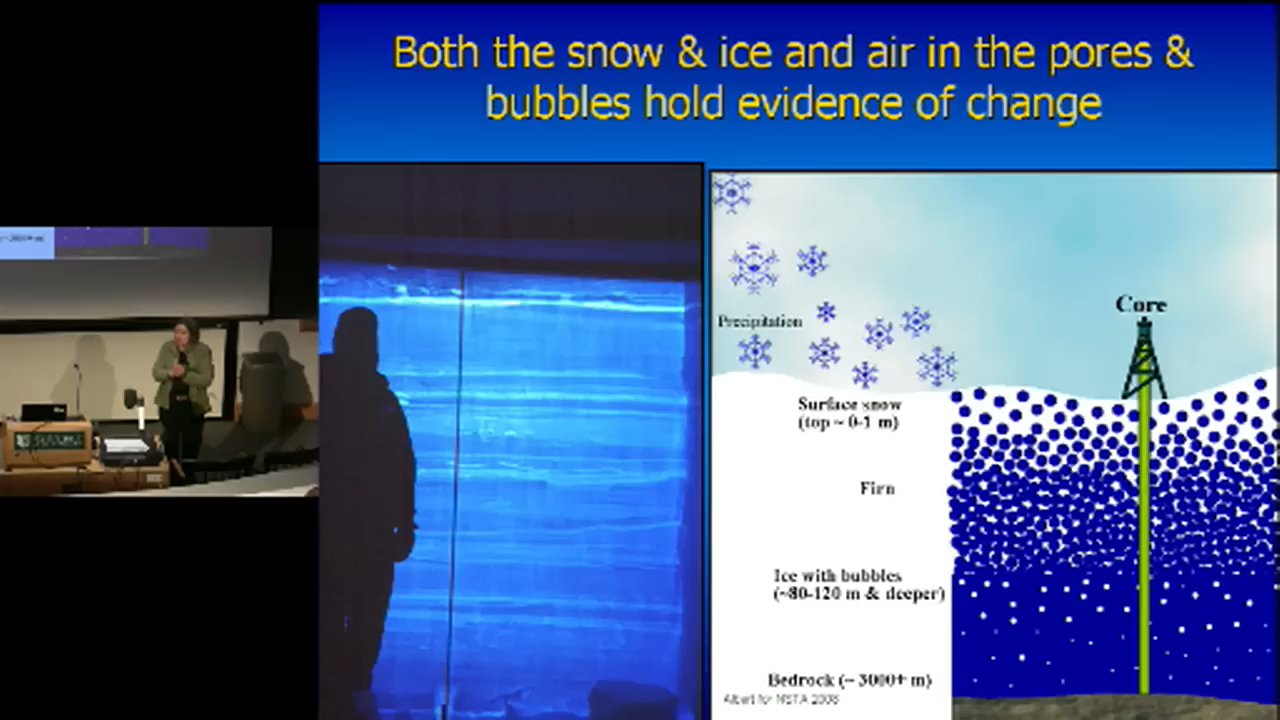 Both the snow & ice and air in the pores &
bubbles hold evidence of change
Core
Precipitation
Surface snow
(top ~ 0-1 m)
Firn
Ice with bubbles
(~80-120 m & deeper)
Bedrock (~ 3000+ m)
Albert for NSTA 2008